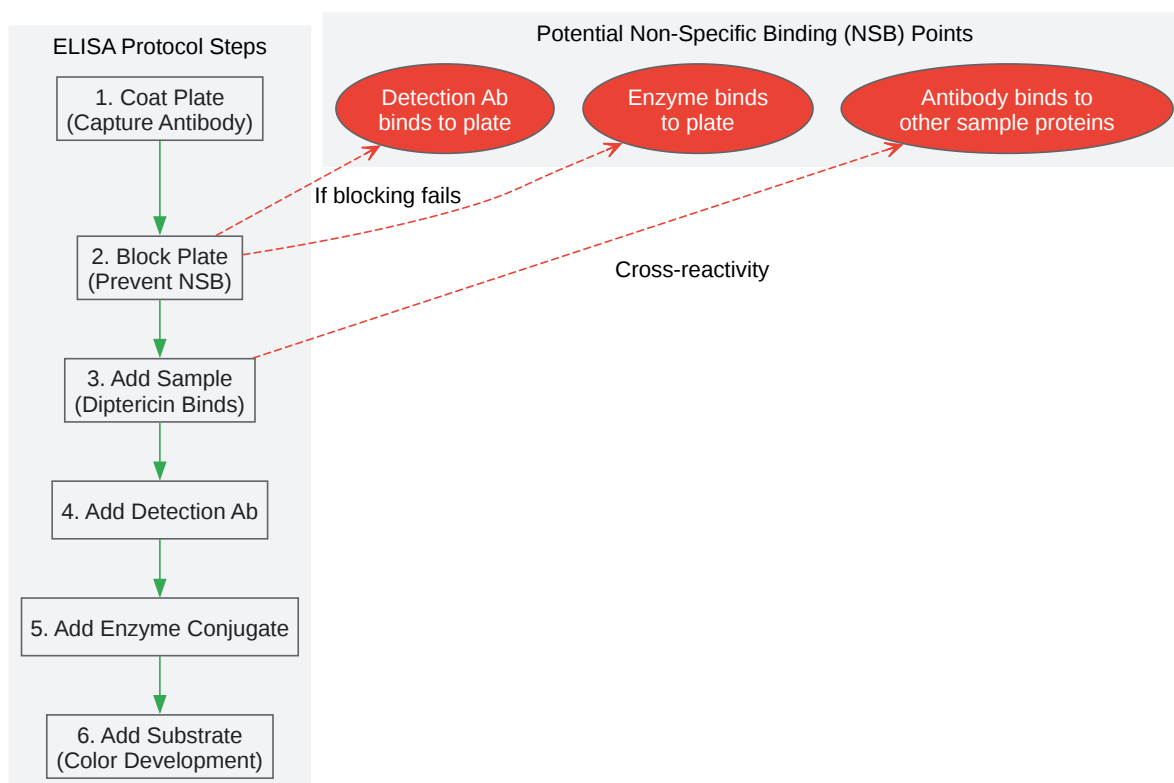 ELISA Protocol Steps
1. Coat Plate
(Capture Antibody)
2. Block Plate
(Prevent NSB)
3. Add Sample
(Diptericin Binds)
4. Add Detection Ab
5. Add Enzyme Conjugate
6. Add Substrate
(Color Development)
Potential Non-Specific Binding (NSB) Points
Detection Ab
binds to plate
Enzyme binds
to plate
Antibody binds to
other sample proteins
If blocking fails
Cross-reactivity